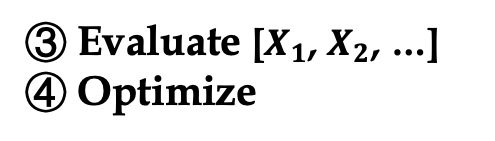 ③ Evaluate [X₁, X₂, ...]
④ Optimize